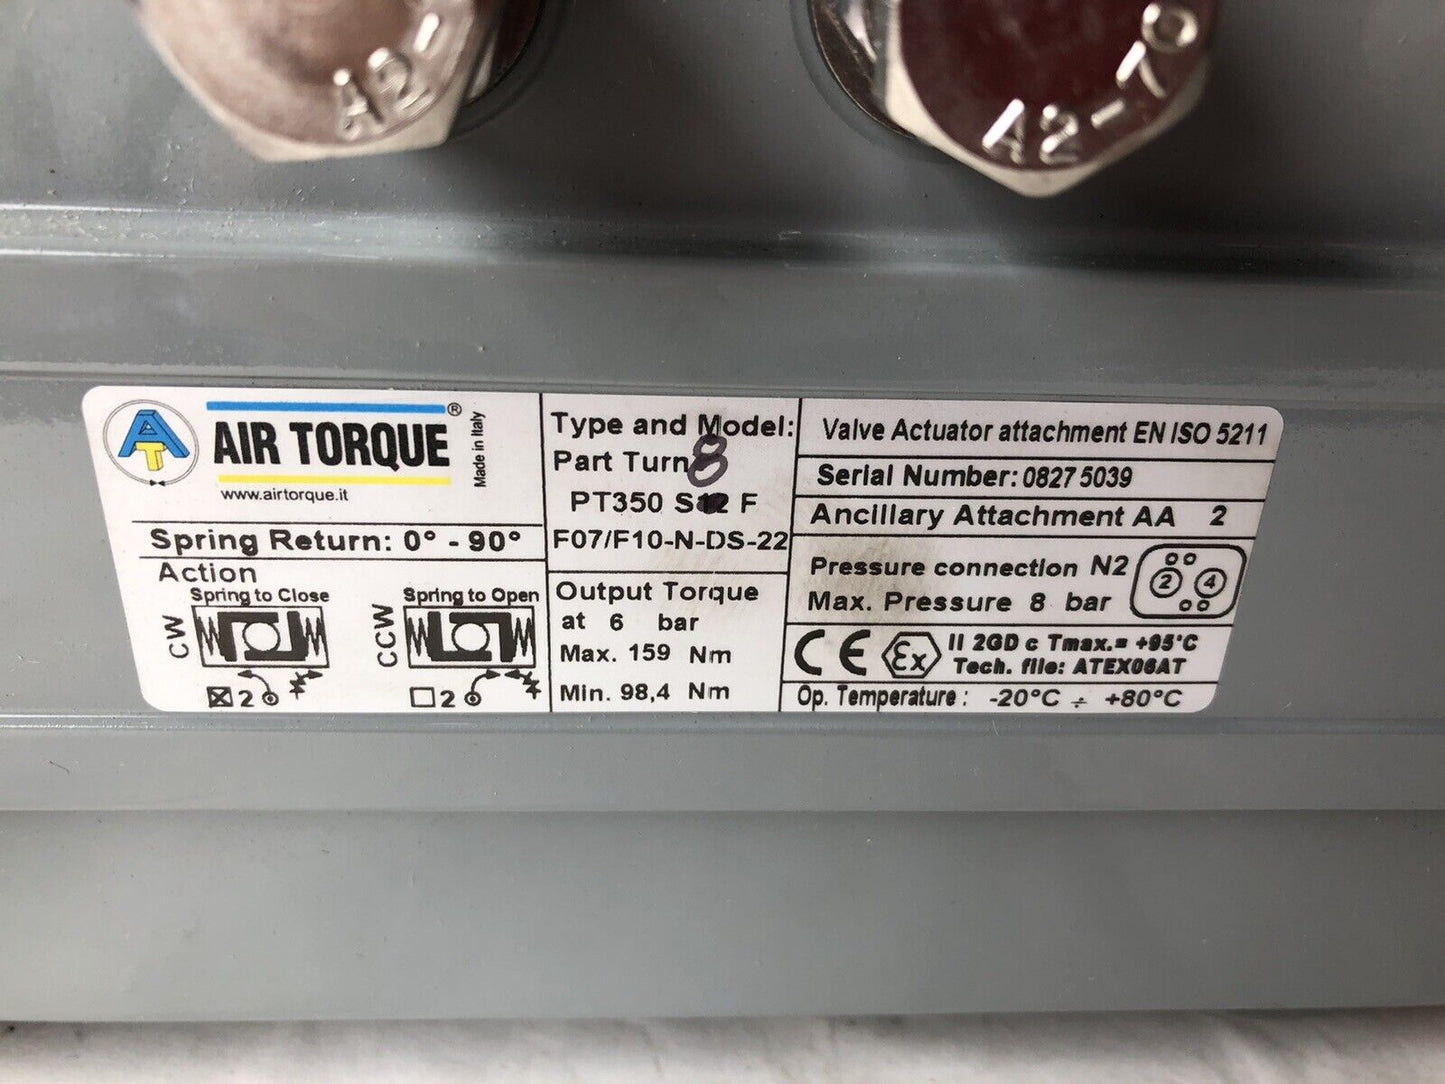 A2-
A2-70
AT
AIR TORQUE®
Made in Italy
www.airtorque.it
Spring Return: 0° - 90°
Action
Spring to Close
CW
2
Spring to Open
CCW
2
Type and Model:
Part Turn
8
PT350 S12 F
F07/F10-N-DS-22
Output Torque
at 6 bar
Max. 159 Nm
Min. 98,4 Nm
Valve Actuator attachment EN ISO 5211
Serial Number: 08275039
Ancillary Attachment AA 2
Pressure connection N2
Max. Pressure 8 bar
2 4
CE Ex II 2GD c Tmax.= +95°C
Tech. file: ATEX06AT
Op. Temperature : -20°C ÷ +80°C